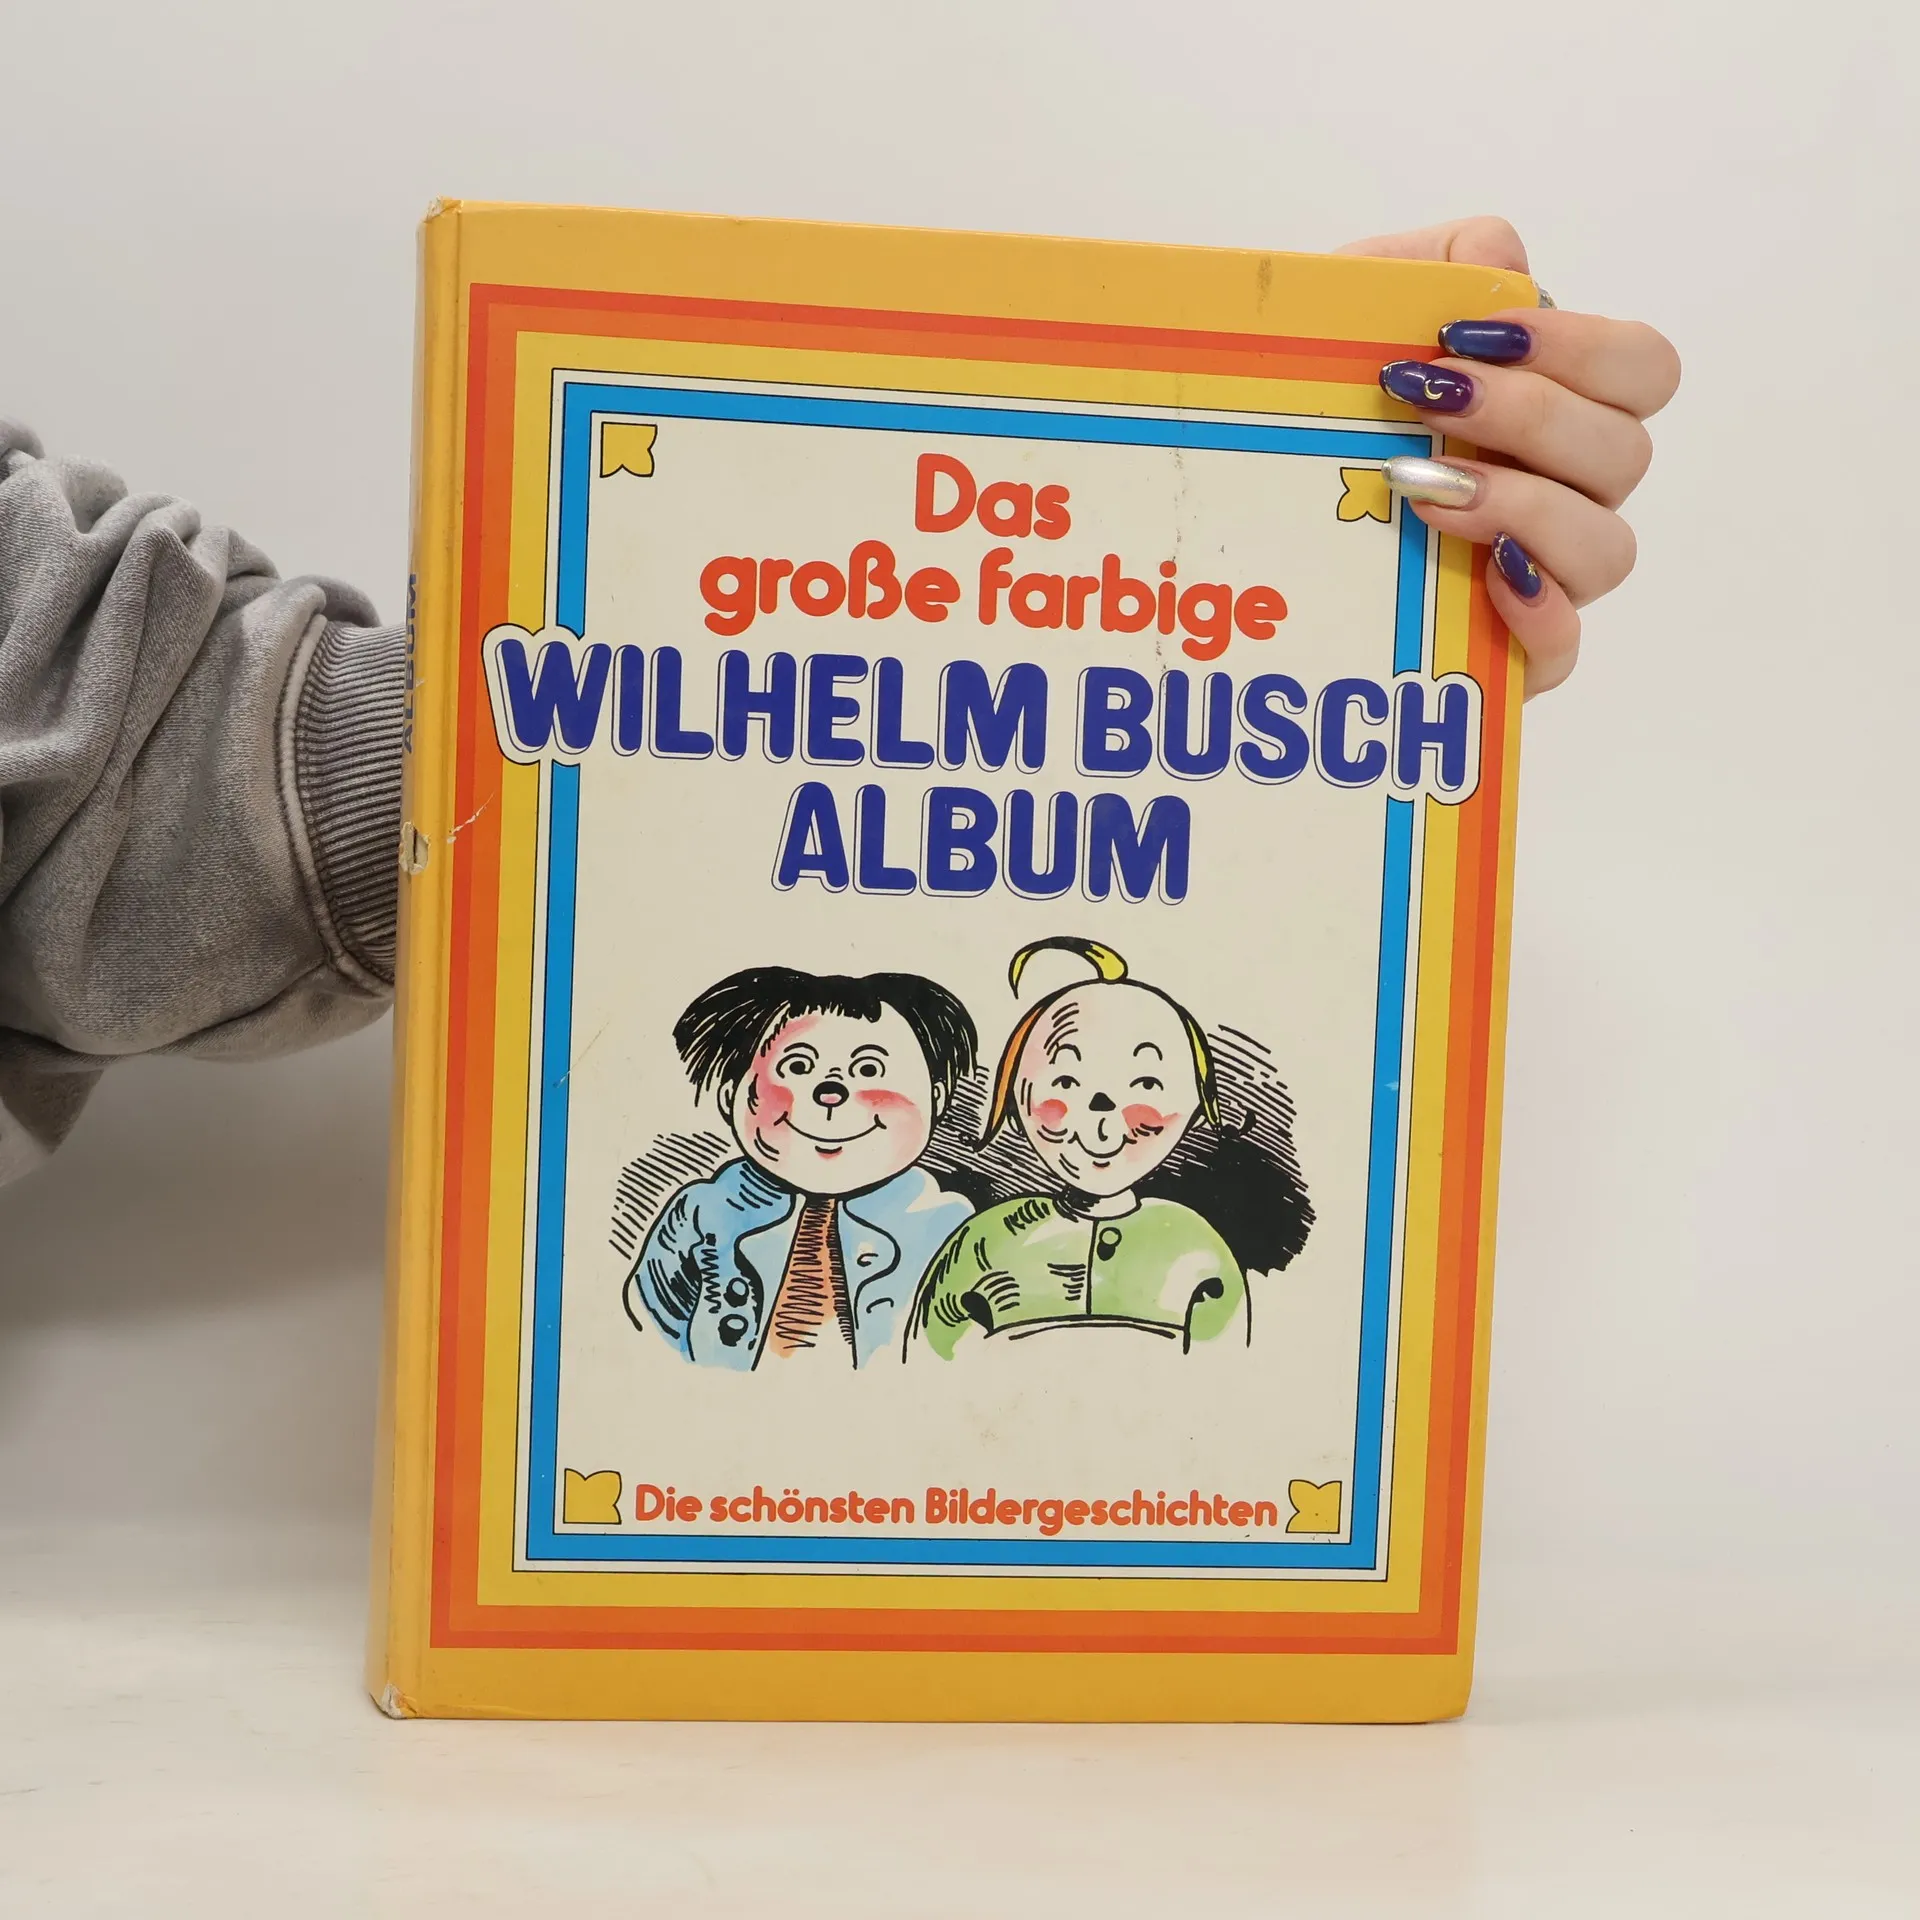 Das
große farbige
WILHELM BUSCH
ALBUM
Die schönsten Bildergeschichten
ALBUM